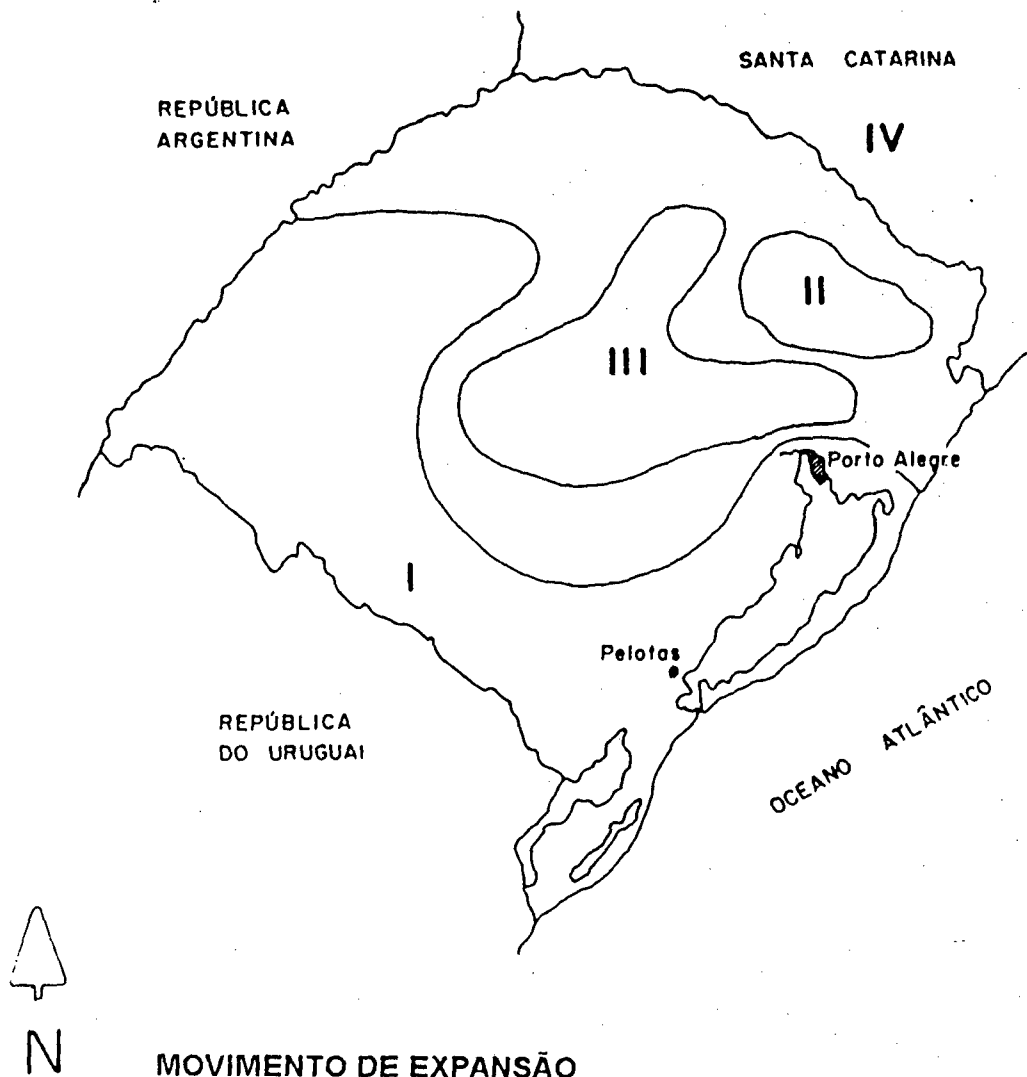 SANTA CATARINA
REPÚBLICA
ARGENTINA
IV
II
III
Porto Alegre
I
Pelotas
REPÚBLICA
DO URUGUAI
OCEANO ATLÂNTICO
N
MOVIMENTO DE EXPANSÃO